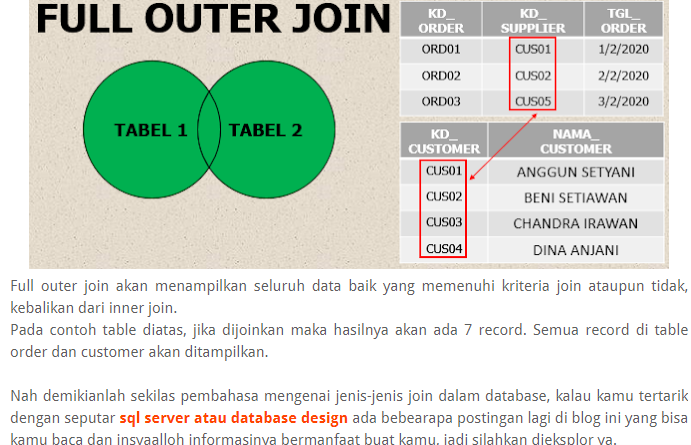 FULL OUTER JOIN
TABEL 1 TABEL 2
KD_ KD_ TGL_
ORDER SUPPLIER ORDER
ORD01 CUS01 1/2/2020
ORD02 CUS02 2/2/2020
ORD03 CUS05 3/2/2020
KD_ NAMA_
CUSTOMER CUSTOMER
CUS01 ANGGUN SETYANI
CUS02 BENI SETIAWAN
CUS03 CHANDRA IRAWAN
CUS04 DINA ANJANI
Full outer join akan menampilkan seluruh data baik yang memenuhi kriteria join ataupun tidak,
kebalikan dari inner join.
Pada contoh table diatas, jika dijoinkan maka hasilnya akan ada 7 record. Semua record di table
order dan customer akan ditampilkan.
Nah demikianlah sekilas pembahasa mengenai jenis-jenis join dalam database, kalau kamu tertarik
dengan seputar sql server atau database design ada bebearapa postingan lagi di blog ini yang bisa
kamu baca dan insyaalloh informasinya bermanfaat buat kamu, jadi silahkan dieksplor ya.